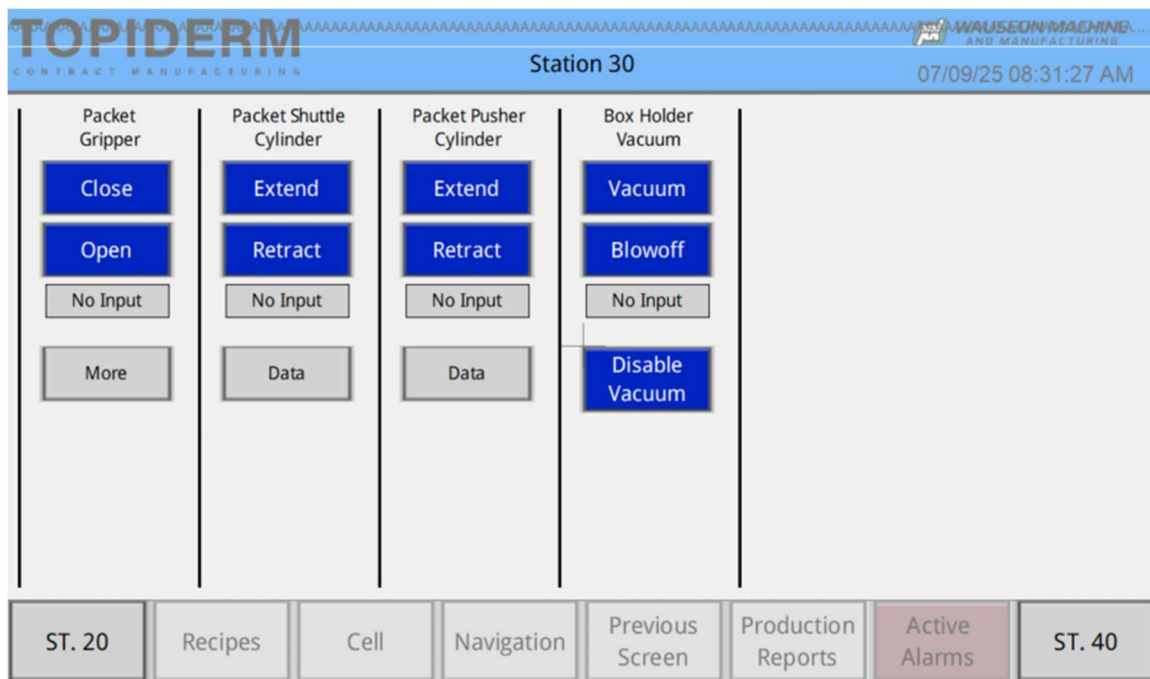 TOPIDERM
CONTRACT MANUFACTURING
WAUSEON MACHINE
AND MANUFACTURING
Station 30
07/09/25 08:31:27 AM
Packet
Gripper
Close
Open
No Input
More
Packet Shuttle
Cylinder
Extend
Retract
No Input
Data
Packet Pusher
Cylinder
Extend
Retract
No Input
Data
Box Holder
Vacuum
Vacuum
Blowoff
No Input
Disable
Vacuum
ST. 20
Recipes
Cell
Navigation
Previous
Screen
Production
Reports
Active
Alarms
ST. 40